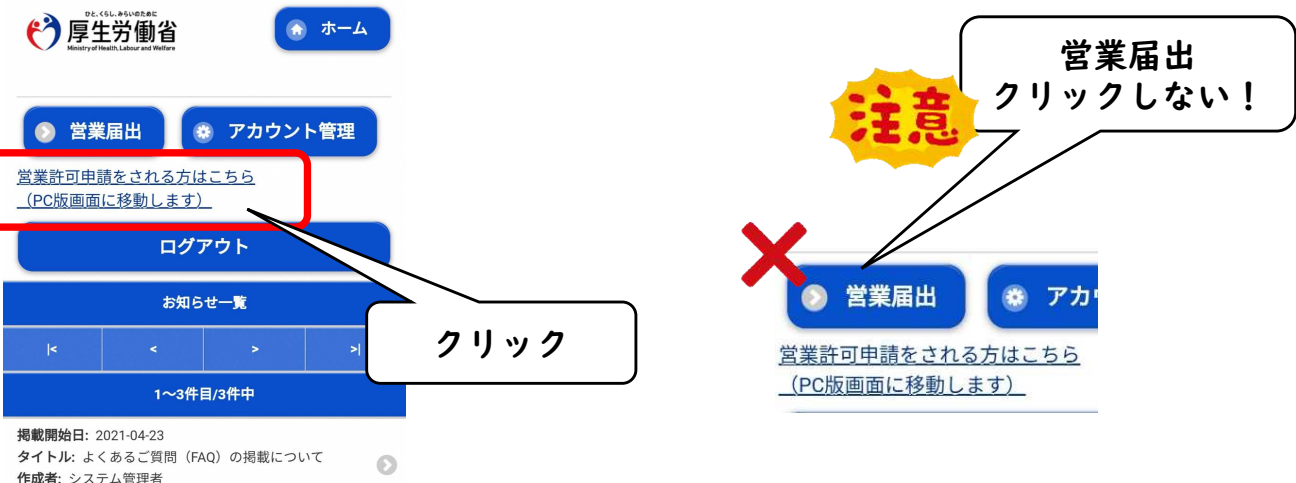 ひと、くらし、みらいのために
厚生労働省
Ministry of Health, Labour and Welfare
ホーム
営業届出
アカウント管理
営業許可申請をされる方はこちら
（PC版画面に移動します）
ログアウト
お知らせ一覧
|<
<
>
>|
1～3件目/3件中
掲載開始日: 2021-04-23
タイトル: よくあるご質問（FAQ）の掲載について
作成者: システム管理者
クリック
注意
営業届出
クリックしない！
営業届出
アカ
営業許可申請をされる方はこちら
（PC版画面に移動します）